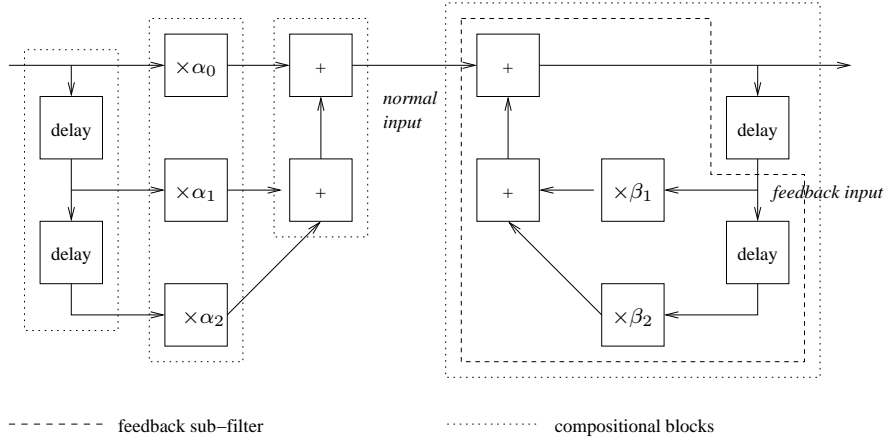 ×α₀
+
+
normal
input
delay
delay
×α₁
+
+
×β₁
feedback input
delay
delay
×α₂
×β₂
feedback sub−filter
compositional blocks